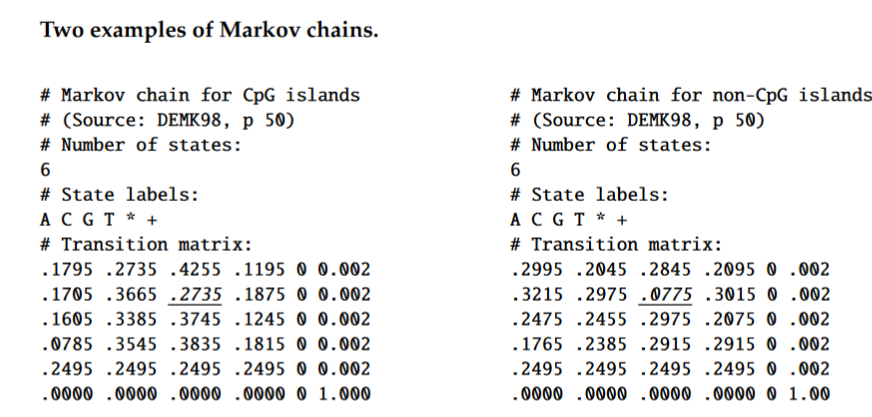 Two examples of Markov chains.
# Markov chain for CpG islands
# (Source: DEMK98, p 50)
# Number of states:
6
# State labels:
A C G T * +
# Transition matrix:
.1795 .2735 .4255 .1195 0 0.002
.1705 .3665 .2735 .1875 0 0.002
.1605 .3385 .3745 .1245 0 0.002
.0785 .3545 .3835 .1815 0 0.002
.2495 .2495 .2495 .2495 0 0.002
.0000 .0000 .0000 .0000 0 1.000
# Markov chain for non-CpG islands
# (Source: DEMK98, p 50)
# Number of states:
6
# State labels:
A C G T * +
# Transition matrix:
.2995 .2045 .2845 .2095 0 .002
.3215 .2975 .0775 .3015 0 .002
.2475 .2455 .2975 .2075 0 .002
.1765 .2385 .2915 .2915 0 .002
.2495 .2495 .2495 .2495 0 .002
.0000 .0000 .0000 .0000 0 1.00